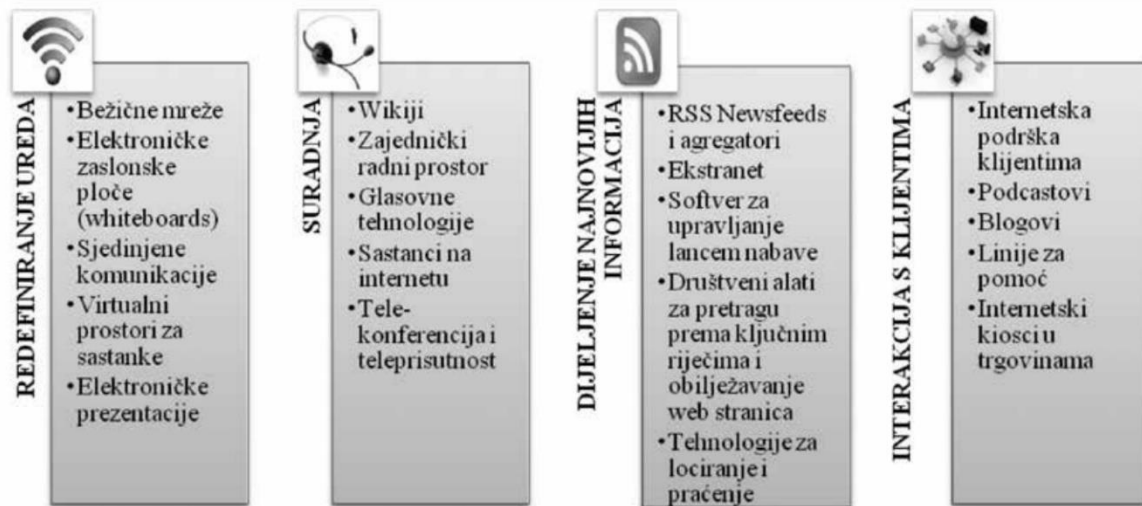 REDEFINIRANJE UREDA
•Bežične mreže
•Elektroničke
zaslonske
ploče
(whiteboards)
•Sjedinjene
komunikacije
•Virtualni
prostori za
sastanke
•Elektroničke
prezentacije
SURADNJA
•Wikiji
•Zajednički
radni prostor
•Glasovne
tehnologije
•Sastanci na
internetu
•Tele-
konferencija i
teleprisutnost
DIJELJENJE NAJNOVIJIH
INFORMACIJA
•RSS Newsfeeds
i agregatori
•Ekstranet
•Softver za
upravljanje
lancem nabave
•Društveni alati
za pretragu
prema ključnim
riječima i
obilježavanje
web stranica
•Tehnologije za
lociranje i
praćenje
INTERAKCIJA S KLIJENTIMA
•Internetska
podrška
klijentima
•Podcastovi
•Blogovi
•Linije za
pomoć
•Internetski
kiosci u
trgovinama